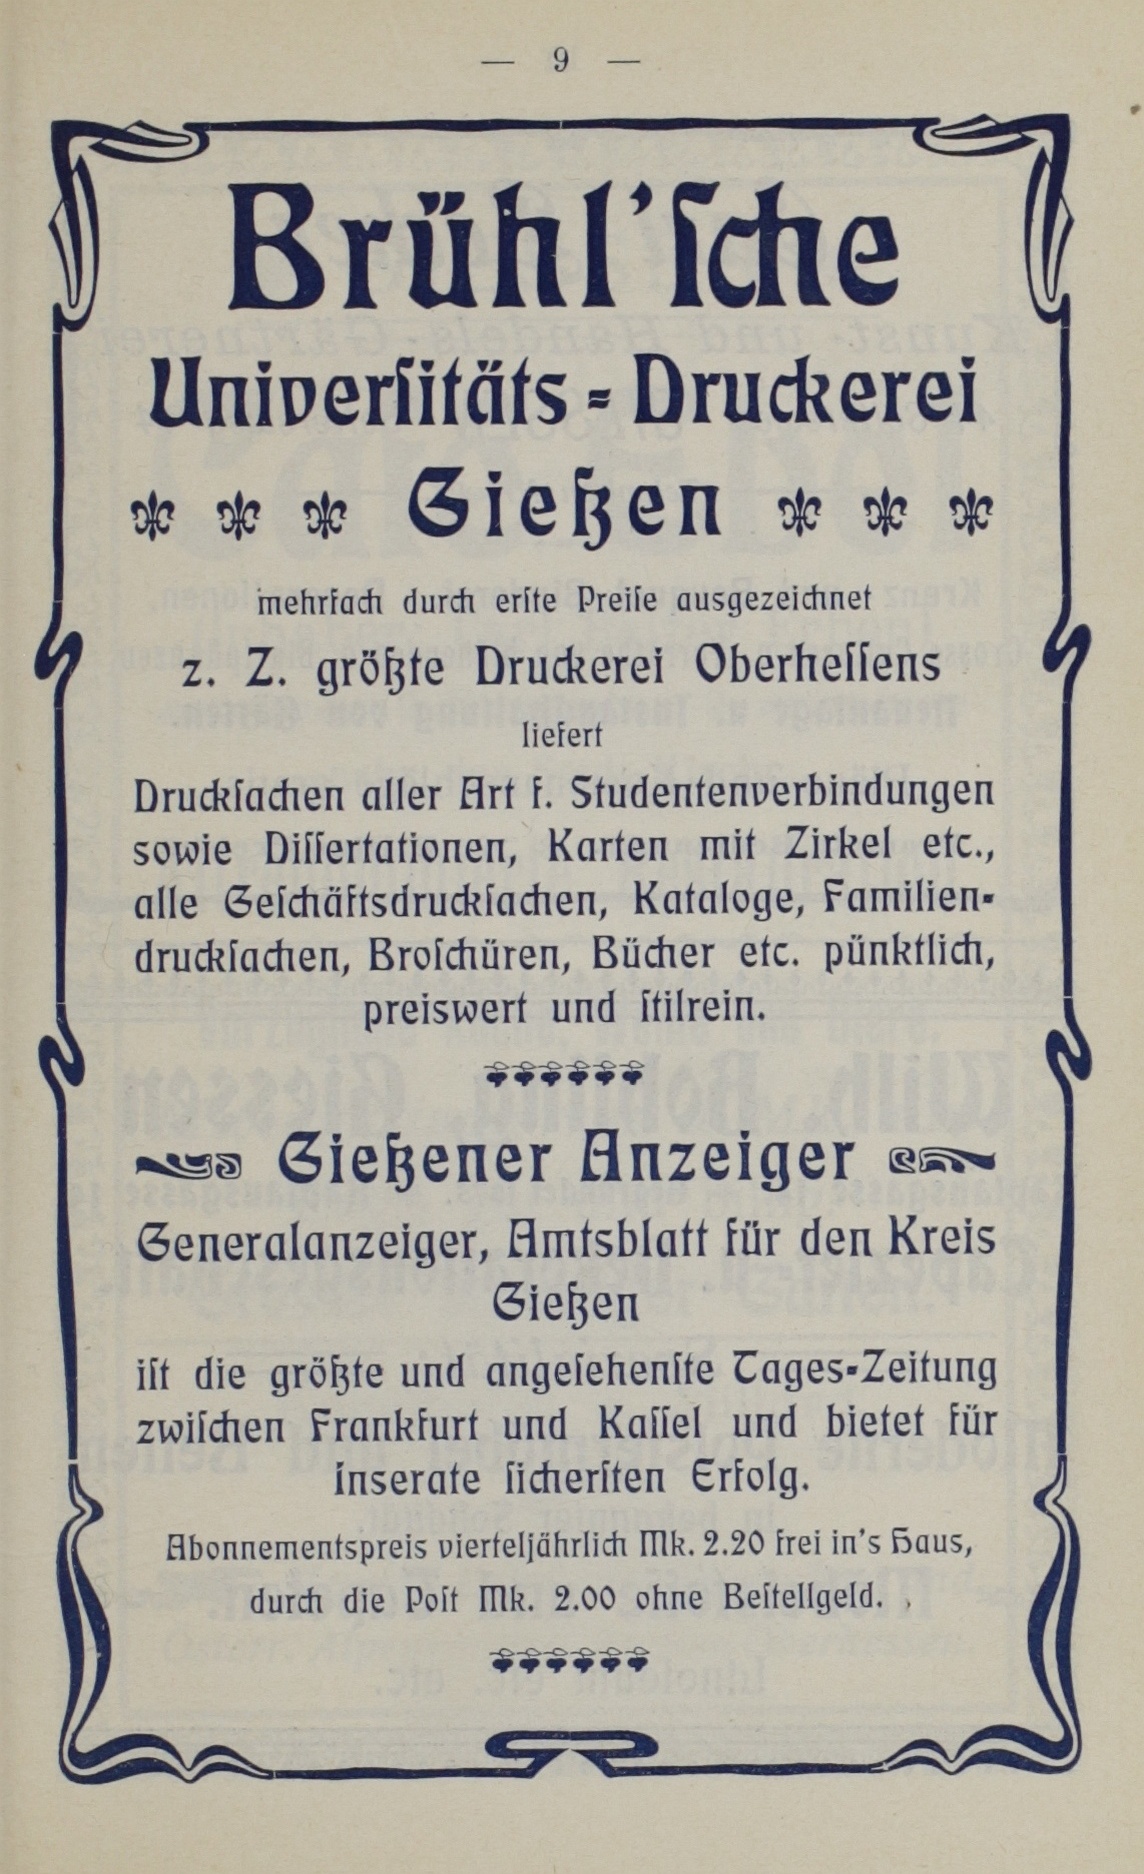 — 9 —
Brühl'ſche
Univerſitäts=Druckerei
Gießen
mehrfach durch erſte Preiſe ausgezeichnet
z. Z. größte Druckerei Oberheſſens
liefert
Druckſachen aller Art f. Studentenverbindungen
sowie Diſſertationen, Karten mit Zirkel etc.,
alle Geſchäftsdruckſachen, Kataloge, Familien-
druckſachen, Broſchüren, Bücher etc. pünktlich,
preiswert und ſtilrein.
Gießener Anzeiger
Generalanzeiger, Amtsblatt für den Kreis
Gießen
iſt die größte und angeſehenſte Tages-Zeitung
zwiſchen Frankfurt und Kaſſel und bietet für
Inserate ſicherſten Erfolg.
Abonnementspreis vierteljährlich Mk. 2.20 frei in's Haus,
durch die Poſt Mk. 2.00 ohne Beſtellgeld.